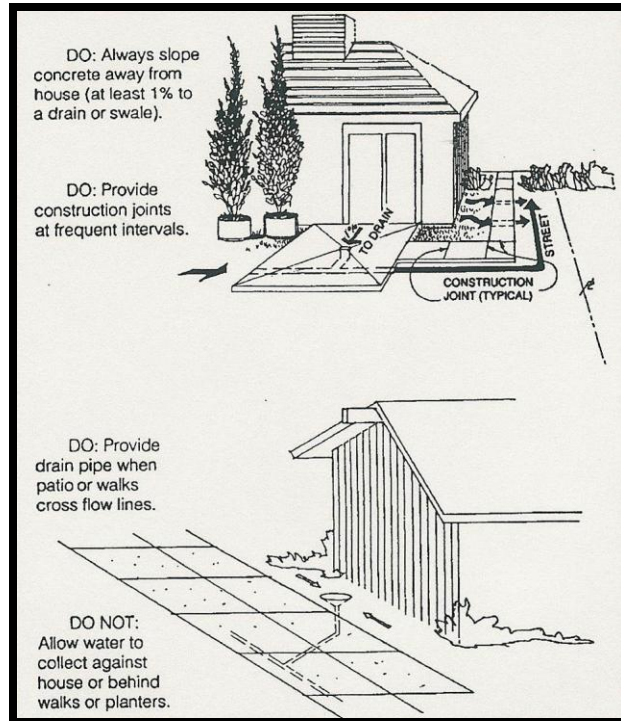 DO: Always slope
concrete away from
house (at least 1% to
a drain or swale).
DO: Provide
construction joints
at frequent intervals.
1%
TO DRAIN
STREET
CONSTRUCTION
JOINT (TYPICAL)
DO: Provide
drain pipe when
patio or walks
cross flow lines.
DO NOT:
Allow water to
collect against
house or behind
walks or planters.